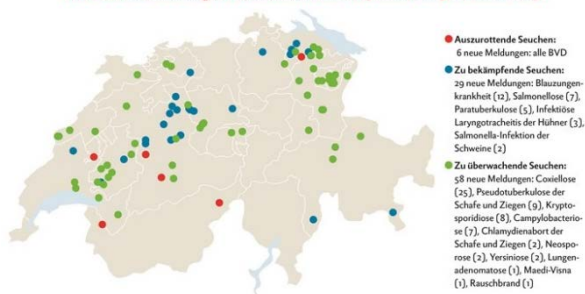 Auszurottende Seuchen:
6 neue Meldungen: alle BVD
Zu bekämpfende Seuchen:
29 neue Meldungen: Blauzungen-
krankheit (12), Salmonellose (7),
Paratuberkulose (5), Infektiöse
Laryngotracheitis der Hühner (3),
Salmonella-Infektion der
Schweine (2)
Zu überwachende Seuchen:
58 neue Meldungen: Coxiellose
(25), Pseudotuberkulose der
Schafe und Ziegen (9), Krypto-
sporidiose (8), Campylobacterio-
se (7), Chlamydienabort der
Schafe und Ziegen (2), Neospo-
rose (2), Yersiniose (2), Lungen-
adenomatose (1), Maedi-Visna
(1), Rauschbrand (1)